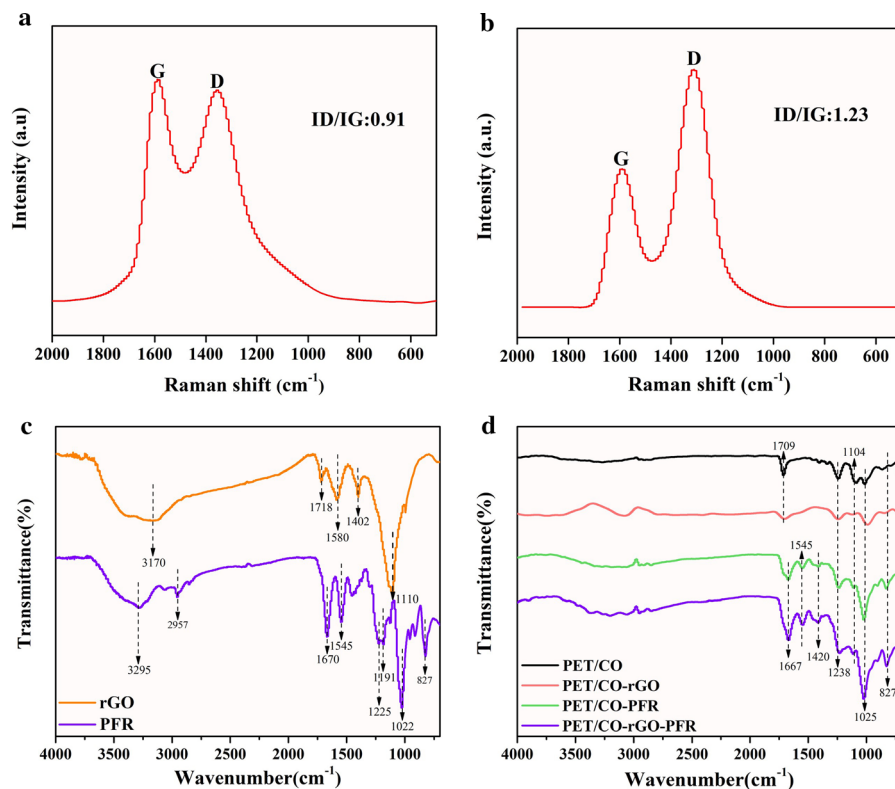 a
G
D
ID/IG:0.91
Intensity (a.u)
2000 1600 1400 1200 1000 600
Raman shift (cm-1)
b
D
G
ID/IG:1.23
Intensity (a.u.)
2000 1600 1400 1200 1000 600
Raman shift (cm-1)
c
1718
1580
1402
3170
1110
2957
3295
1670
1545
1191
827
1225
1022
rGO
PFR
Transmittance(%)
4000 3500 3000 2500 2000 1500 1000
Wavenumber(cm-1)
d
1709
1104
1545
1667
1420
1238
827
1025
PET/CO
PET/CO-rGO
PET/CO-PFR
PET/CO-rGO-PFR
Transmittance(%)
4000 3500 3000 2500 2000 1500 1000
Wavenumber(cm-1)